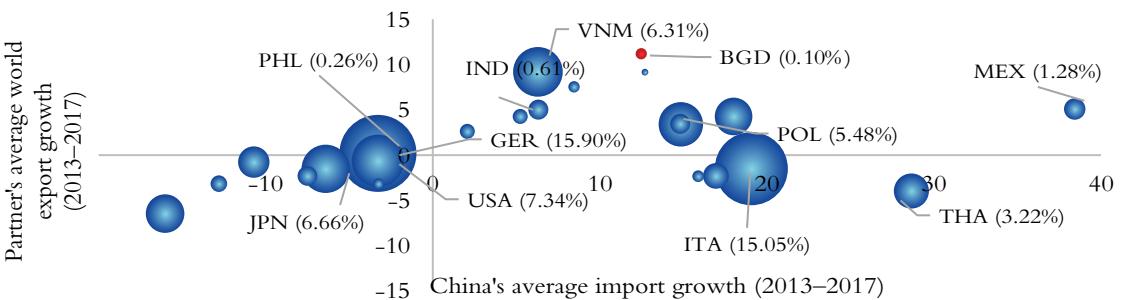 Partner's average world
export growth
(2013–2017)
15
10
5
0
−5
−10
−15
−10
0
10
20
30
40
PHL (0.26%)
IND (0.61%)
VNM (6.31%)
BGD (0.10%)
MEX (1.28%)
GER (15.90%)
POL (5.48%)
USA (7.34%)
JPN (6.66%)
ITA (15.05%)
THA (3.22%)
China's average import growth (2013–2017)